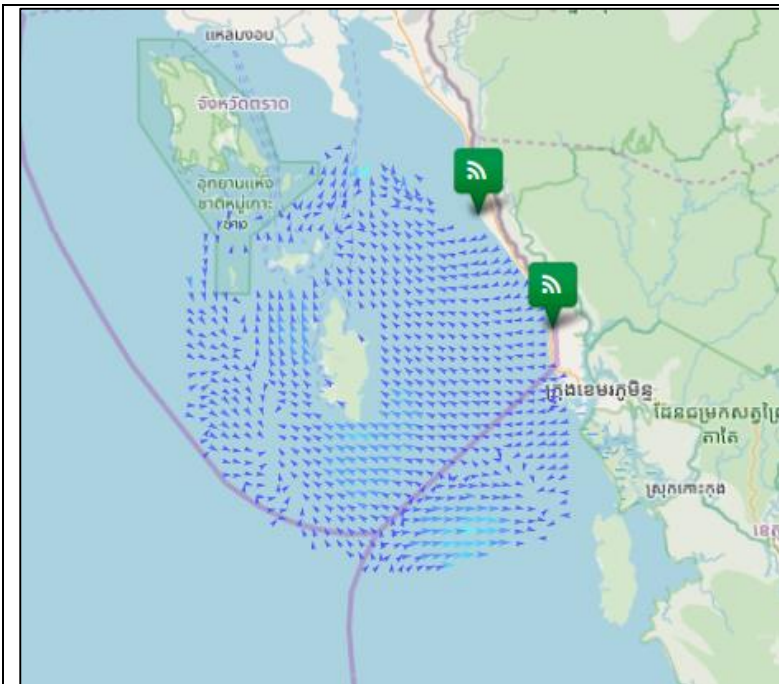 แหลมงอบ
จังหวัดตราด
อุทยานแห่ง
ชาติหมู่เกาะ
ช้าง
ក្រុងខេមរភូមិន្ទ
ដែនជម្រកសត្វព្រៃ
តាតៃ
ស្រុកកោះកុង